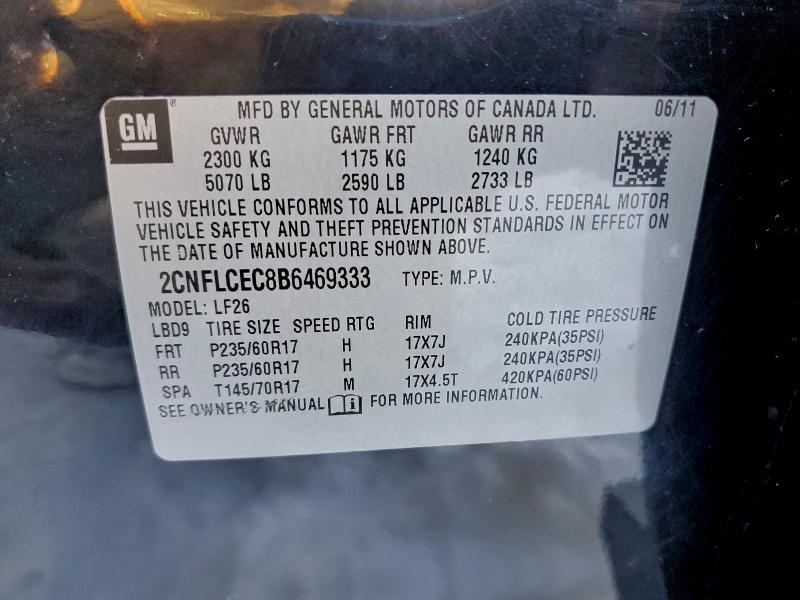 GM® MFD BY GENERAL MOTORS OF CANADA LTD. 06/11
GVWR GAWR FRT GAWR RR
2300 KG 1175 KG 1240 KG
5070 LB 2590 LB 2733 LB
THIS VEHICLE CONFORMS TO ALL APPLICABLE U.S. FEDERAL MOTOR
VEHICLE SAFETY AND THEFT PREVENTION STANDARDS IN EFFECT ON
THE DATE OF MANUFACTURE SHOWN ABOVE.
2CNFLCEC8B6469333 TYPE: M.P.V.
MODEL: LF26
LBD9 TIRE SIZE SPEED RTG RIM COLD TIRE PRESSURE
FRT P235/60R17 H 17X7J 240KPA(35PSI)
RR P235/60R17 H 17X7J 240KPA(35PSI)
SPA T145/70R17 M 17X4.5T 420KPA(60PSI)
SEE OWNER'S MANUAL i FOR MORE INFORMATION.